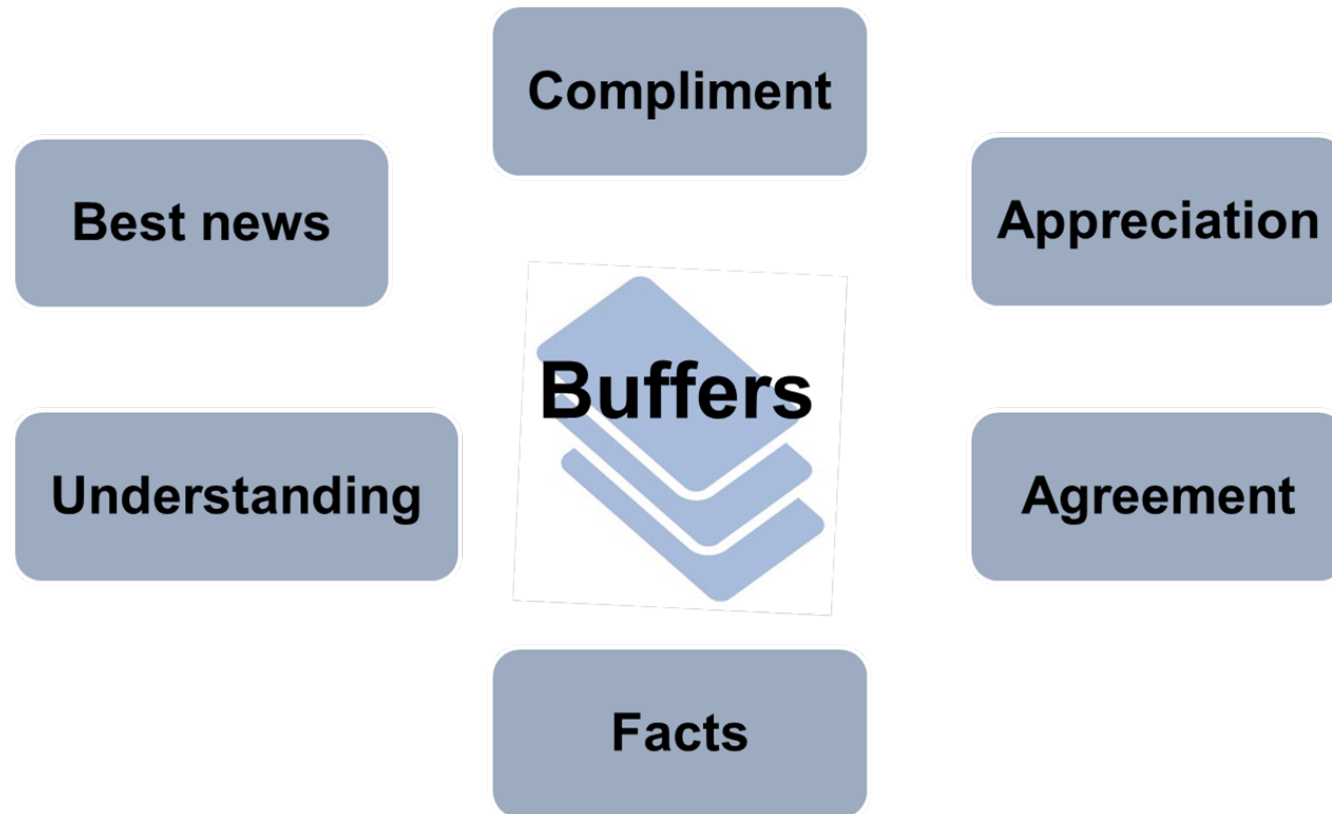 Compliment
Best news
Appreciation
Buffers
Understanding
Agreement
Facts